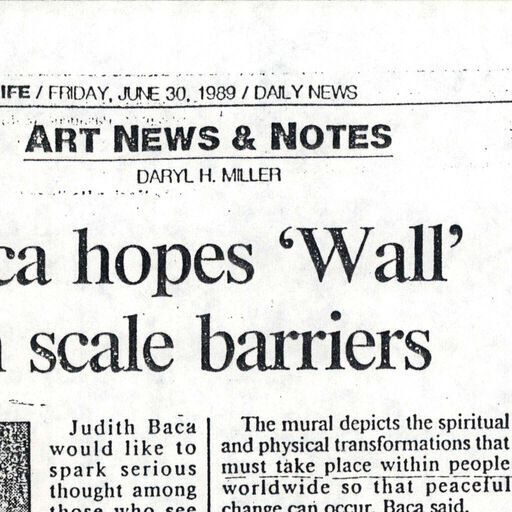 IFE / FRIDAY, JUNE 30, 1989 / DAILY NEWS
ART NEWS & NOTES
DARYL H. MILLER
ca hopes ‘Wall’
scale barriers
Judith Baca
would like to
spark serious
thought among
those who see
The mural depicts the spiritual
and physical transformations that
must take place within people
worldwide so that peaceful
change can occur, Baca said.